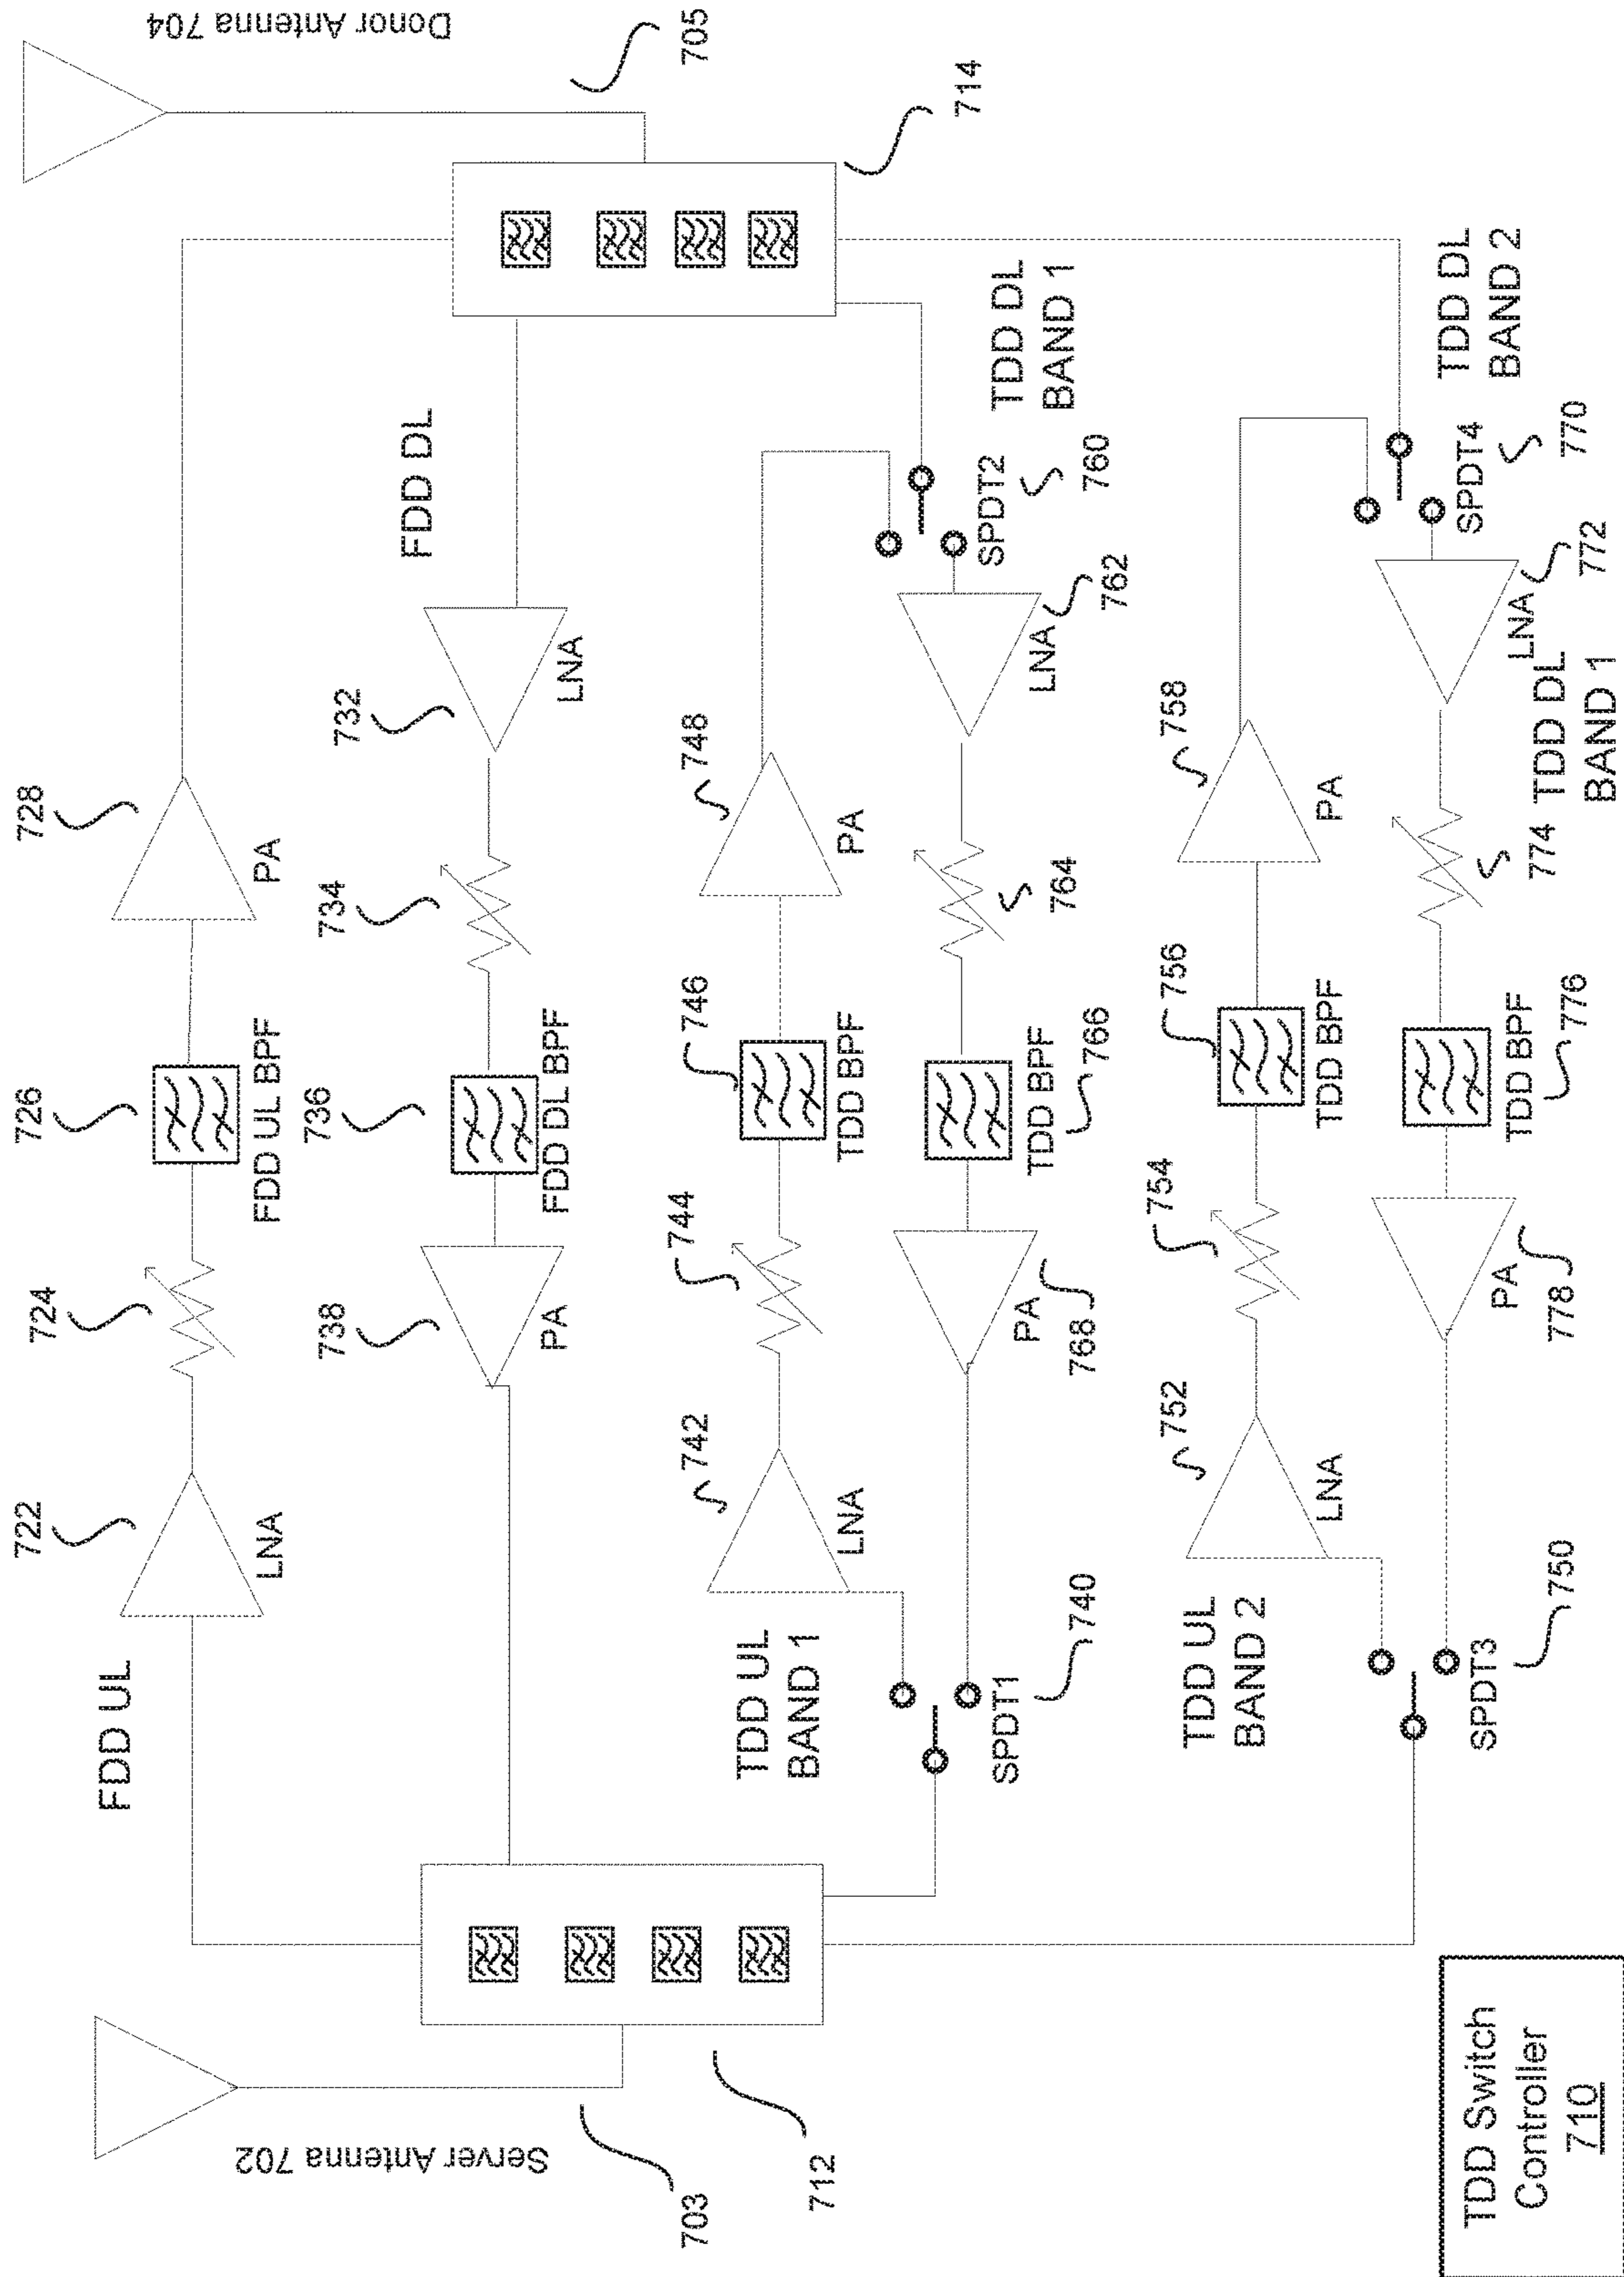 Server Antenna 702
703
712
Donor Antenna 704
705
714
FDD UL
722
LNA
724
726
FDD UL BPF
728
PA
FDD DL
732
LNA
734
736
FDD DL BPF
738
PA
TDD UL
BAND 1
742
LNA
744
746
TDD BPF
748
PA
SPDT1
740
TDD DL
BAND 1
SPDT2
760
762
LNA
764
TDD BPF
766
PA
768
TDD UL
BAND 2
752
LNA
754
756
TDD BPF
758
PA
SPDT3
750
TDD DL
BAND 2
SPDT4
770
LNA
772
TDD DL
BAND 1
774
TDD BPF
776
PA
778
TDD Switch
Controller
710